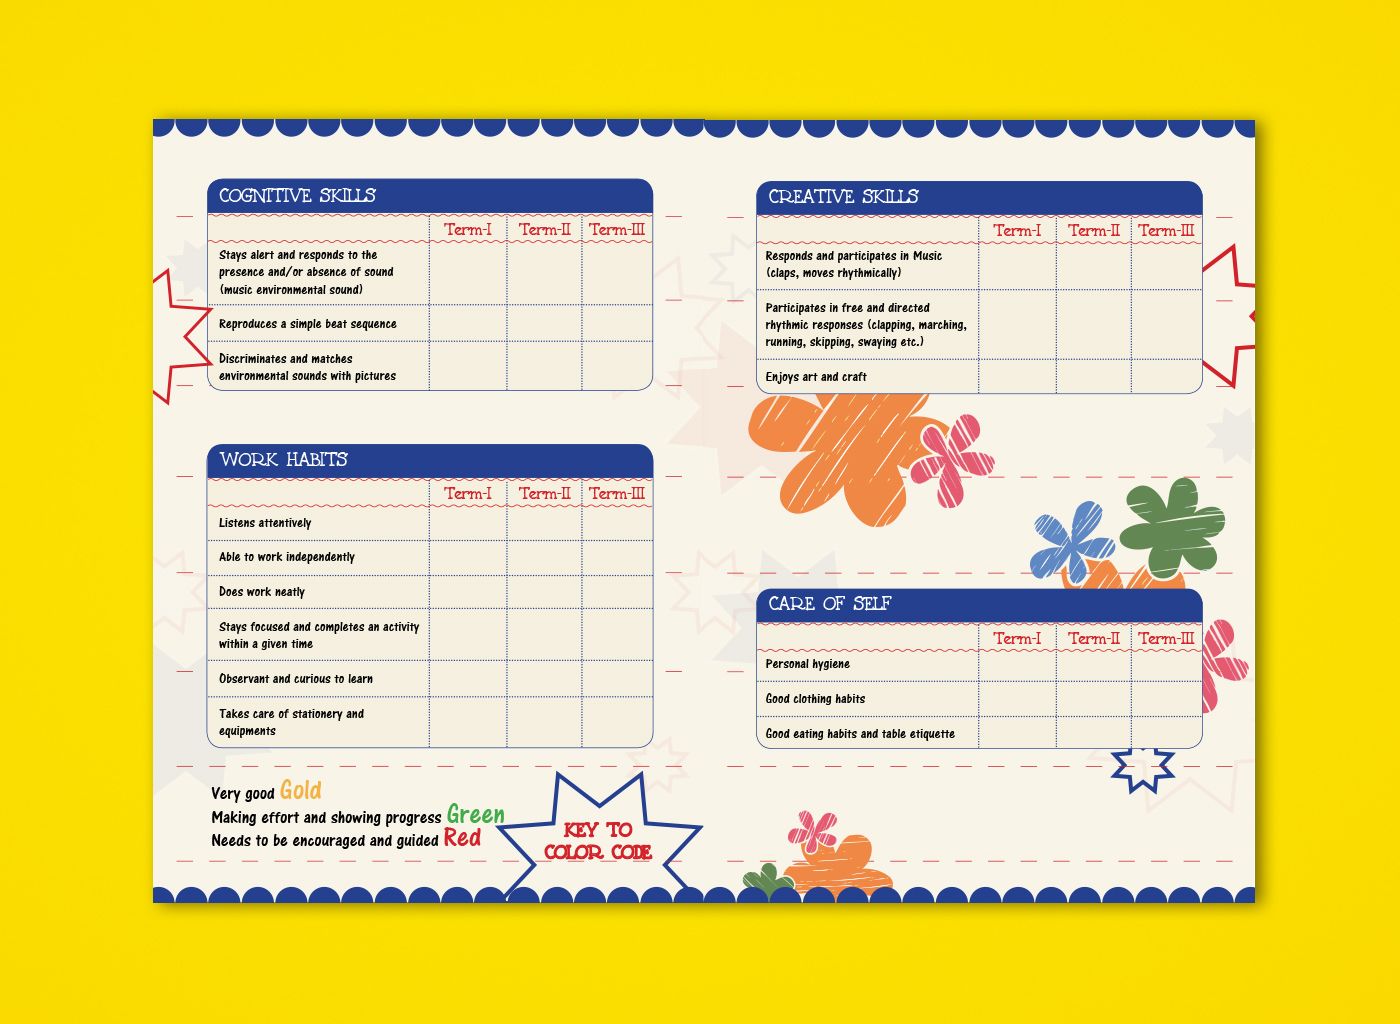 COGNITIVE SKILLS
Term-I Term-II Term-III
Stays alert and responds to the
presence and/or absence of sound
(music environmental sound)
Reproduces a simple beat sequence
Discriminates and matches
environmental sounds with pictures
WORK HABITS
Term-I Term-II Term-III
Listens attentively
Able to work independently
Does work neatly
Stays focused and completes an activity
within a given time
Observant and curious to learn
Takes care of stationery and
equipments
Very good Gold
Making effort and showing progress Green
Needs to be encouraged and guided Red
KEY TO
COLOR CODE
CREATIVE SKILLS
Term-I Term-II Term-III
Responds and participates in Music
(claps, moves rhythmically)
Participates in free and directed
rhythmic responses (clapping, marching,
running, skipping, swaying etc.)
Enjoys art and craft
CARE OF SELF
Term-I Term-II Term-III
Personal hygiene
Good clothing habits
Good eating habits and table etiquette